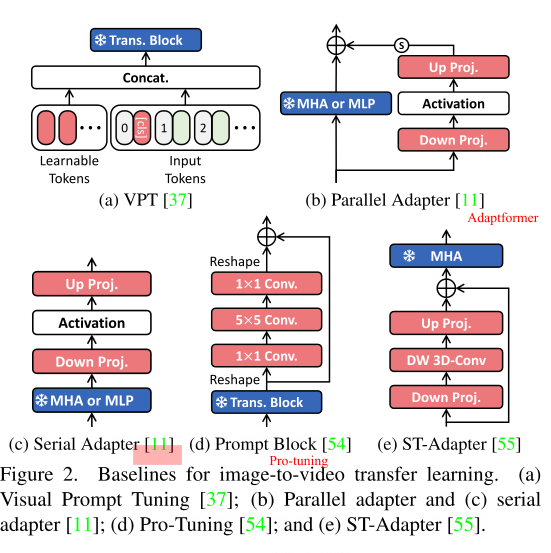 Trans. Block
Concat.
0 [cls] 1 2
Learnable Tokens
Input Tokens
(a) VPT [37]
S
Up Proj.
MHA or MLP
Activation
Down Proj.
(b) Parallel Adapter [11]
Adaptformer
Up Proj.
Activation
Down Proj.
MHA or MLP
(c) Serial Adapter [11]
Reshape
1×1 Conv.
5×5 Conv.
1×1 Conv.
Reshape
Trans. Block
(d) Prompt Block [54]
Pro-tuning
MHA
Up Proj.
DW 3D-Conv
Down Proj.
(e) ST-Adapter [55]
Figure 2. Baselines for image-to-video transfer learning. (a)
Visual Prompt Tuning [37]; (b) Parallel adapter and (c) serial
adapter [11]; (d) Pro-Tuning [54]; and (e) ST-Adapter [55].